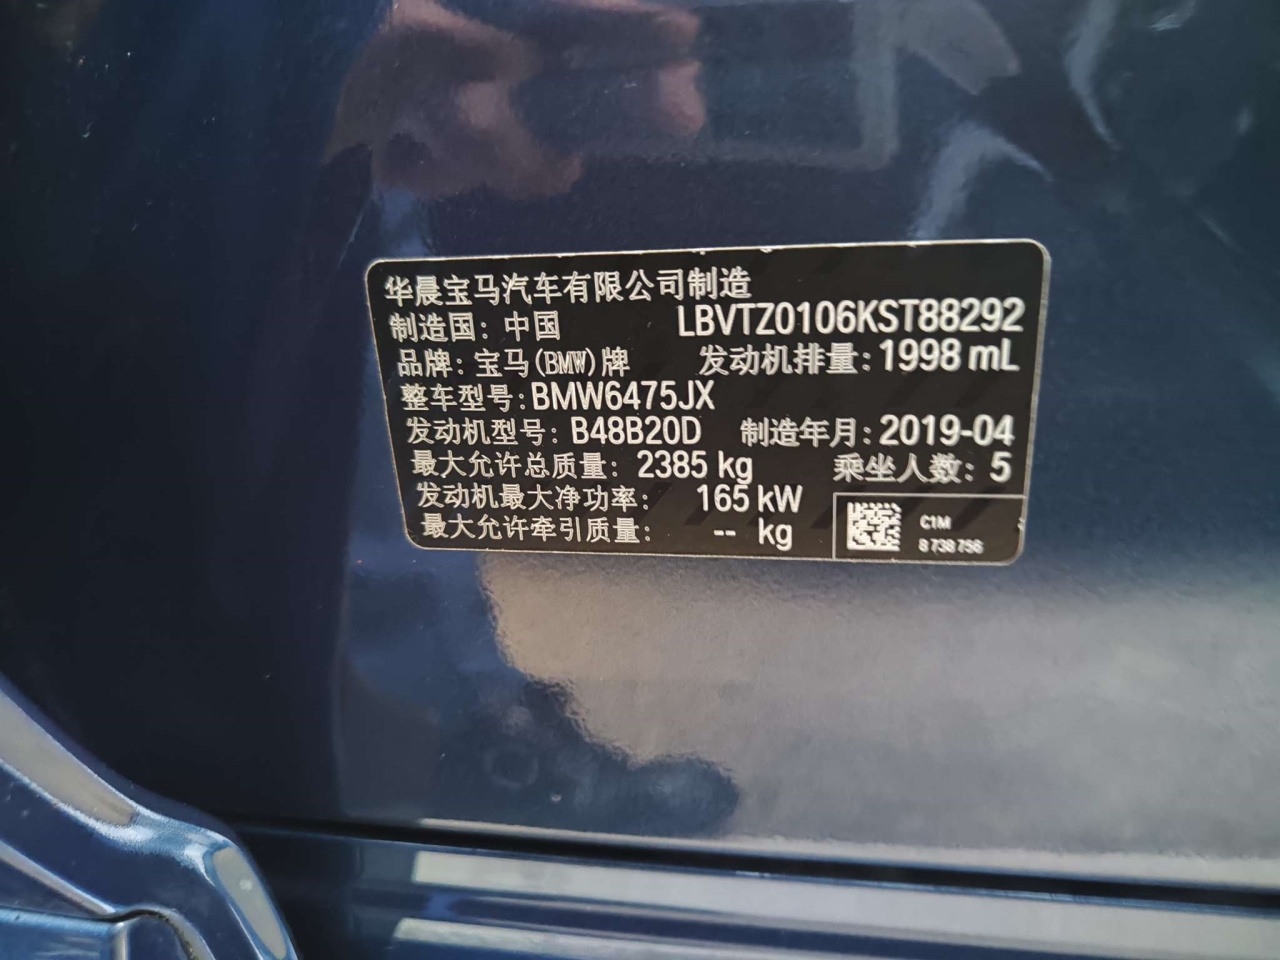 华晨宝马汽车有限公司制造
制造国：中国 LBVTZ0106KST88292
品牌：宝马(BMW)牌 发动机排量：1998 mL
整车型号：BMW6475JX
发动机型号：B48B20D 制造年月：2019-04
最大允许总质量：2385 kg 乘坐人数：5
发动机最大净功率：165 kW
最大允许牵引质量：-- kg
C1M
8 738 756